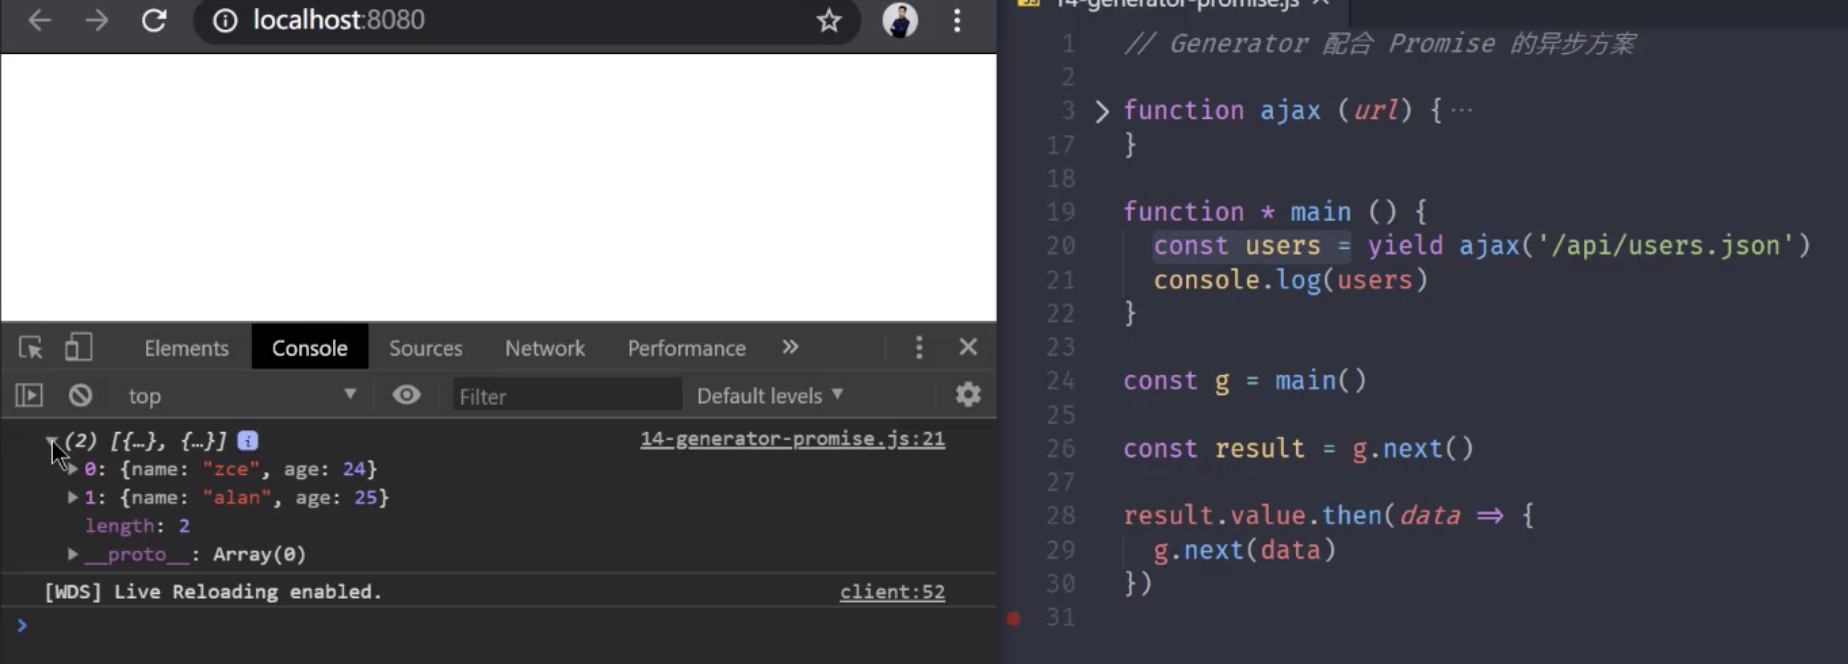 localhost:8080
Elements Console Sources Network Performance
top Filter Default levels
(2) [{…}, {…}] 14-generator-promise.js:21
0: {name: "zce", age: 24}
1: {name: "alan", age: 25}
length: 2
__proto__: Array(0)
[WDS] Live Reloading enabled. client:52
14-generator-promise.js
1 // Generator 配合 Promise 的异步方案
2
3 function ajax (url) {···
17 }
18
19 function * main () {
20 const users = yield ajax('/api/users.json')
21 console.log(users)
22 }
23
24 const g = main()
25
26 const result = g.next()
27
28 result.value.then(data => {
29 g.next(data)
30 })
31